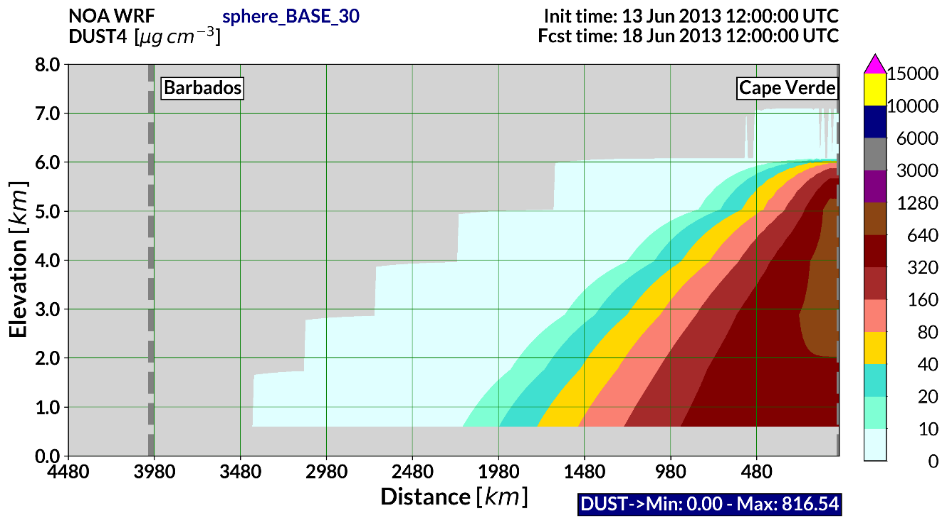 NOA WRF
sphere_BASE_30
Init time: 13 Jun 2013 12:00:00 UTC
DUST4 [μg cm⁻³]
Fcst time: 18 Jun 2013 12:00:00 UTC
8.0
7.0
6.0
5.0
4.0
3.0
2.0
1.0
0.0
Elevation [km]
Barbados
Cape Verde
4480 3980 3480 2980 2480 1980 1480 980 480
Distance [km]
15000
10000
6000
3000
1280
640
320
160
80
40
20
10
0
DUST->Min: 0.00 - Max: 816.54